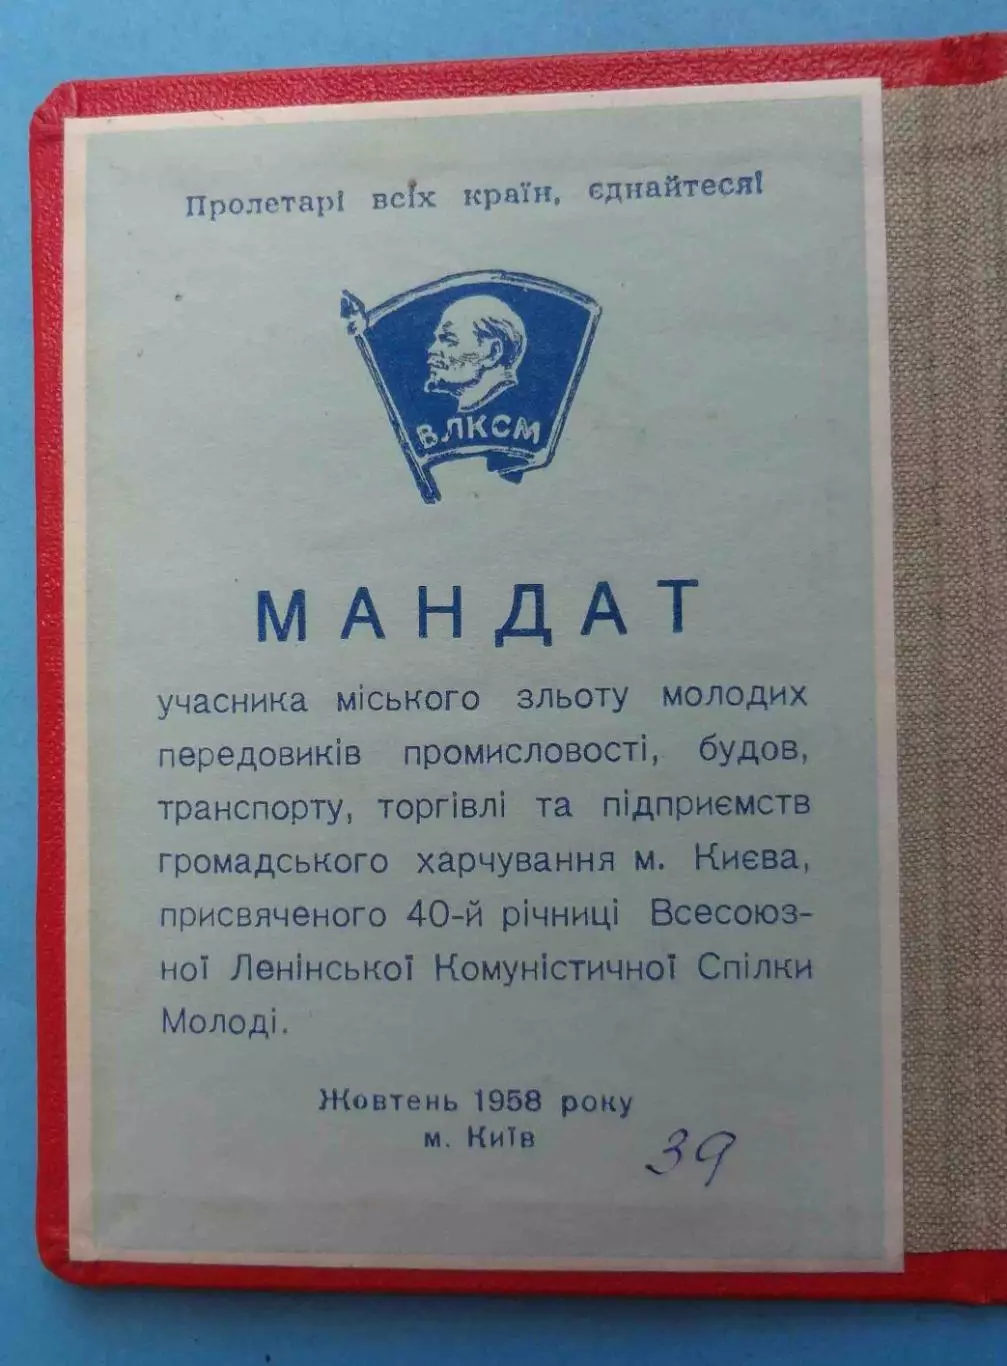 Пролетарі всіх країн, єднайтеся!
ВЛКСМ
МАНДАТ
учасника міського зльоту молодих
передовиків промисловості, будов,
транспорту, торгівлі та підприємств
громадського харчування м. Києва,
присвяченого 40-й річниці Всесоюз-
ної Ленінської Комуністичної Спілки
Молоді.
Жовтень 1958 року
м. Київ
39